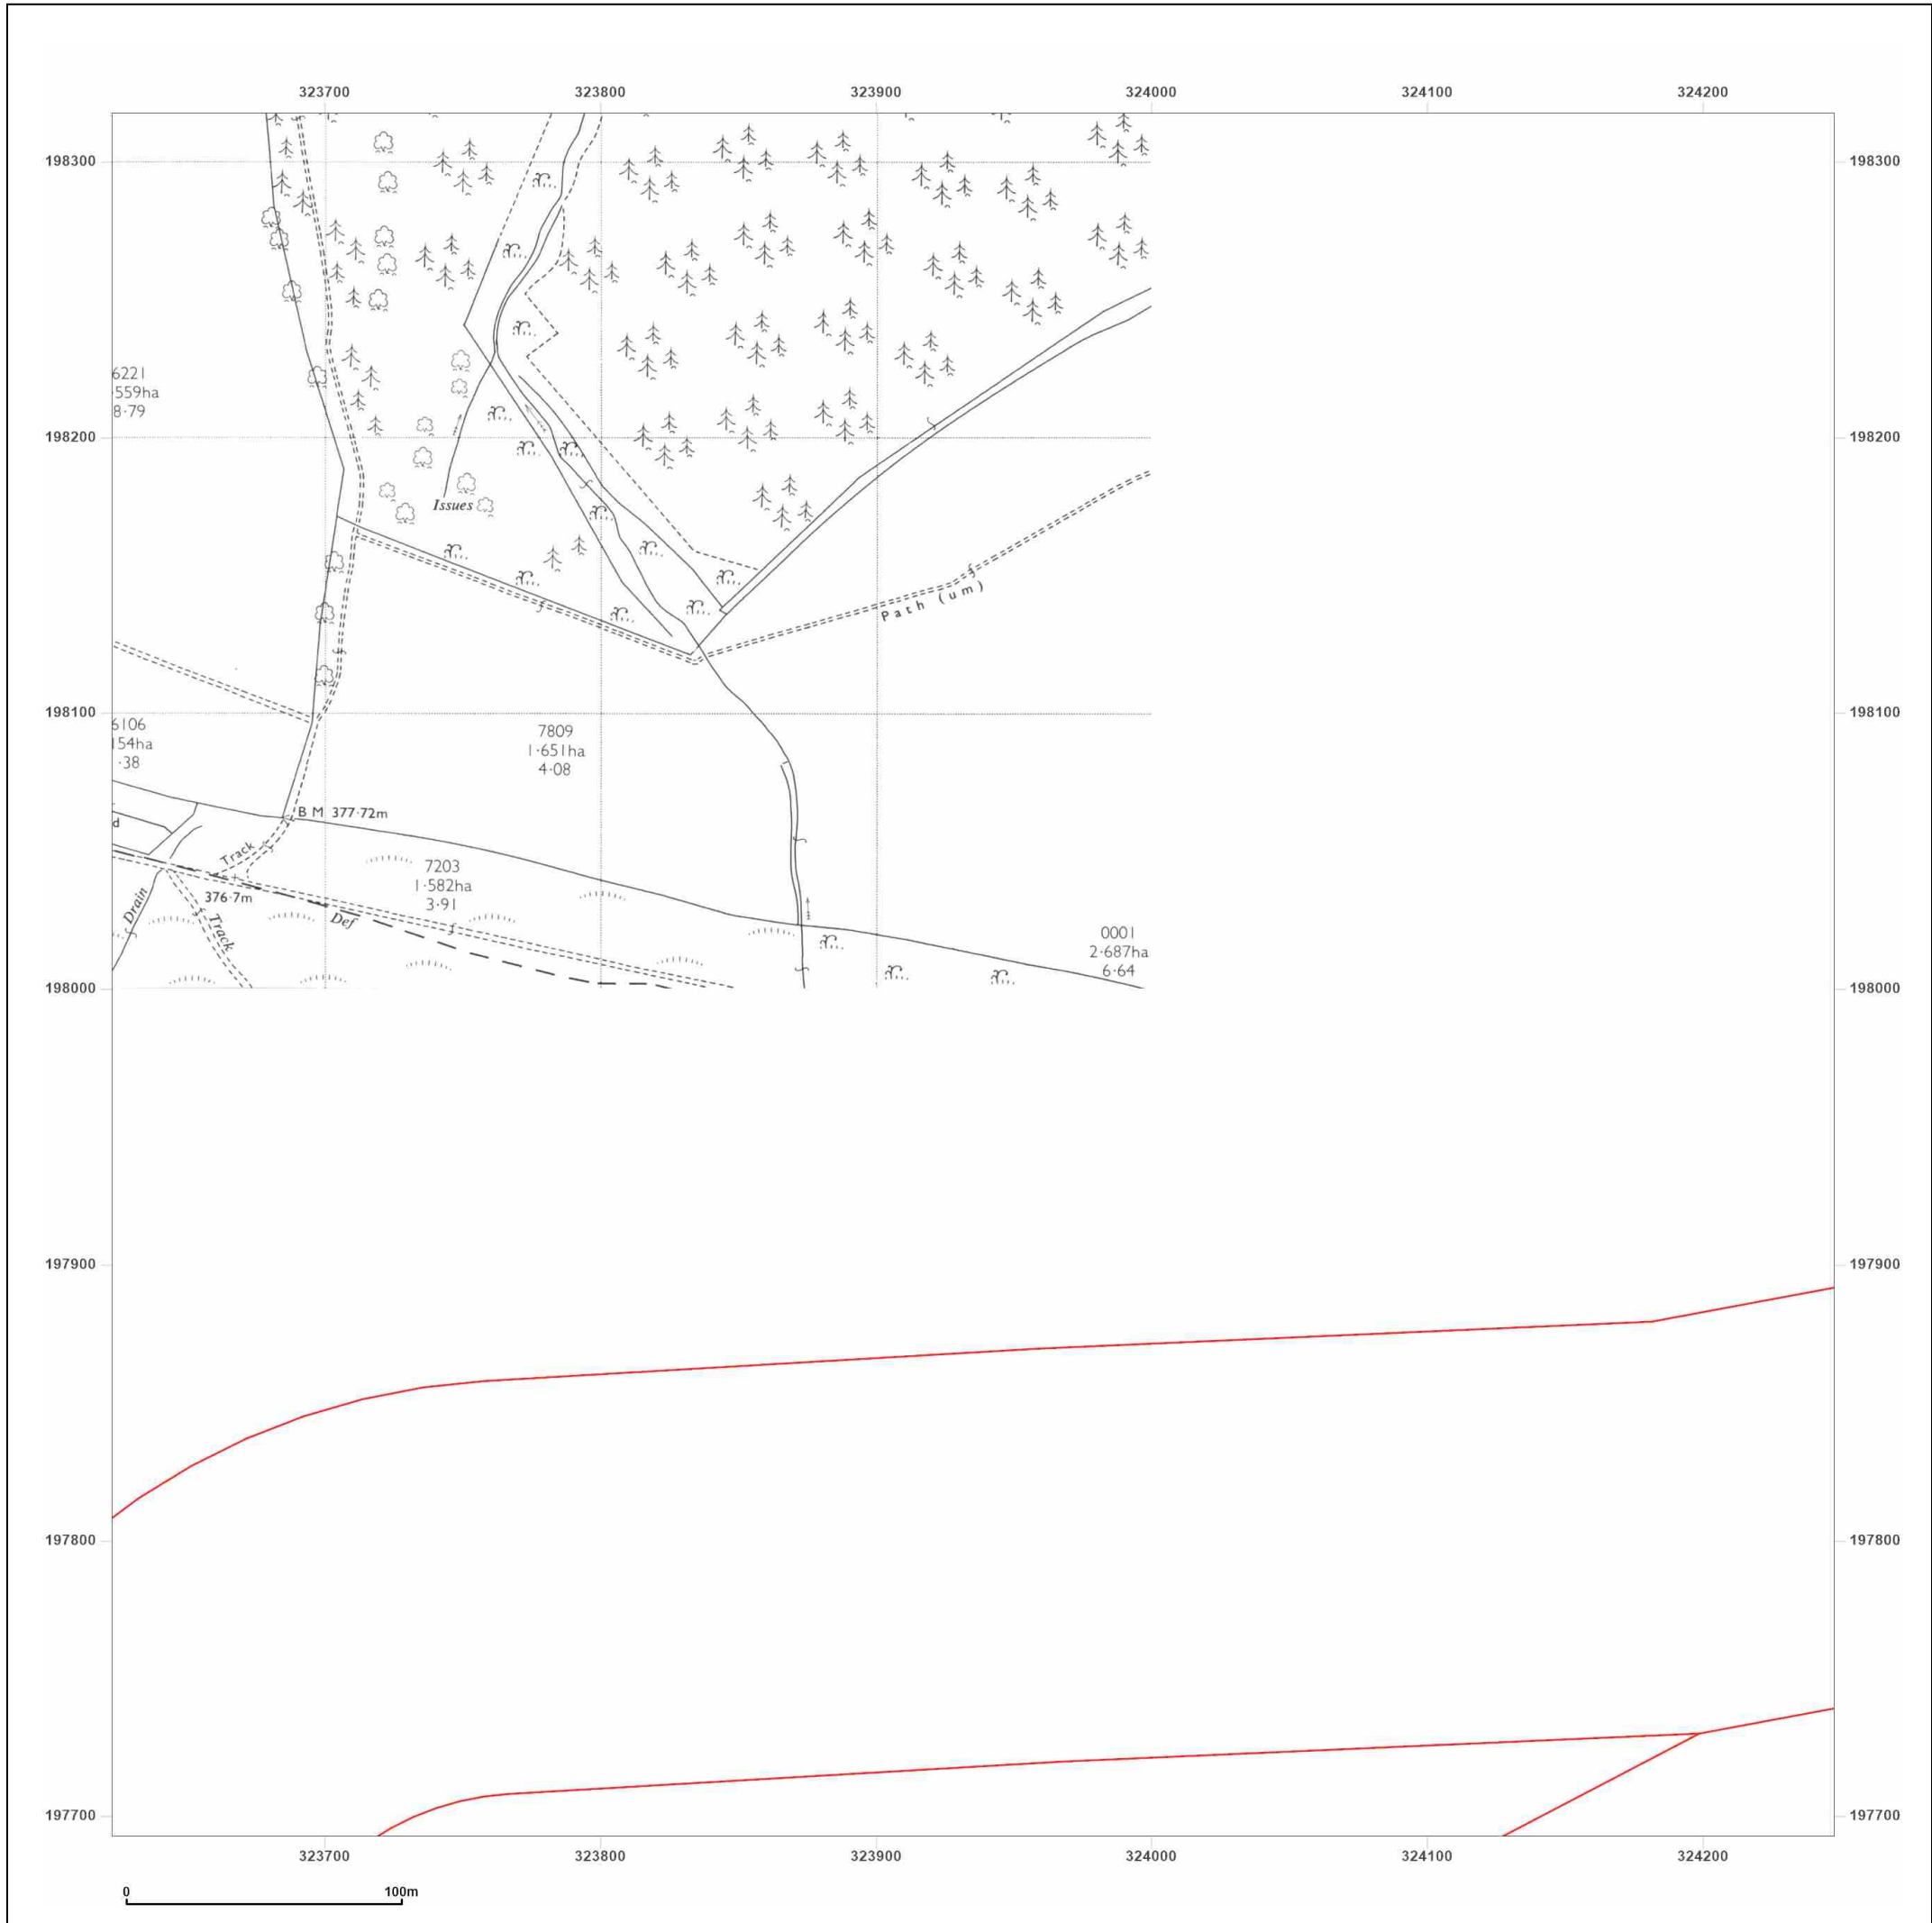 323700 323800 323900 324000 324100 324200
198300 198300
6221
·559ha
8·79
198200 198200
Issues
Path (um)
198100 198100
6106
154ha
·38
7809
1·651ha
4·08
B M 377·72m
d
Track
7203
1·582ha
3·91
376·7m
Drain
Track
Def
0001
2·687ha
6·64
198000 198000
197900 197900
197800 197800
197700 197700
323700 323800 323900 324000 324100 324200
0 100m